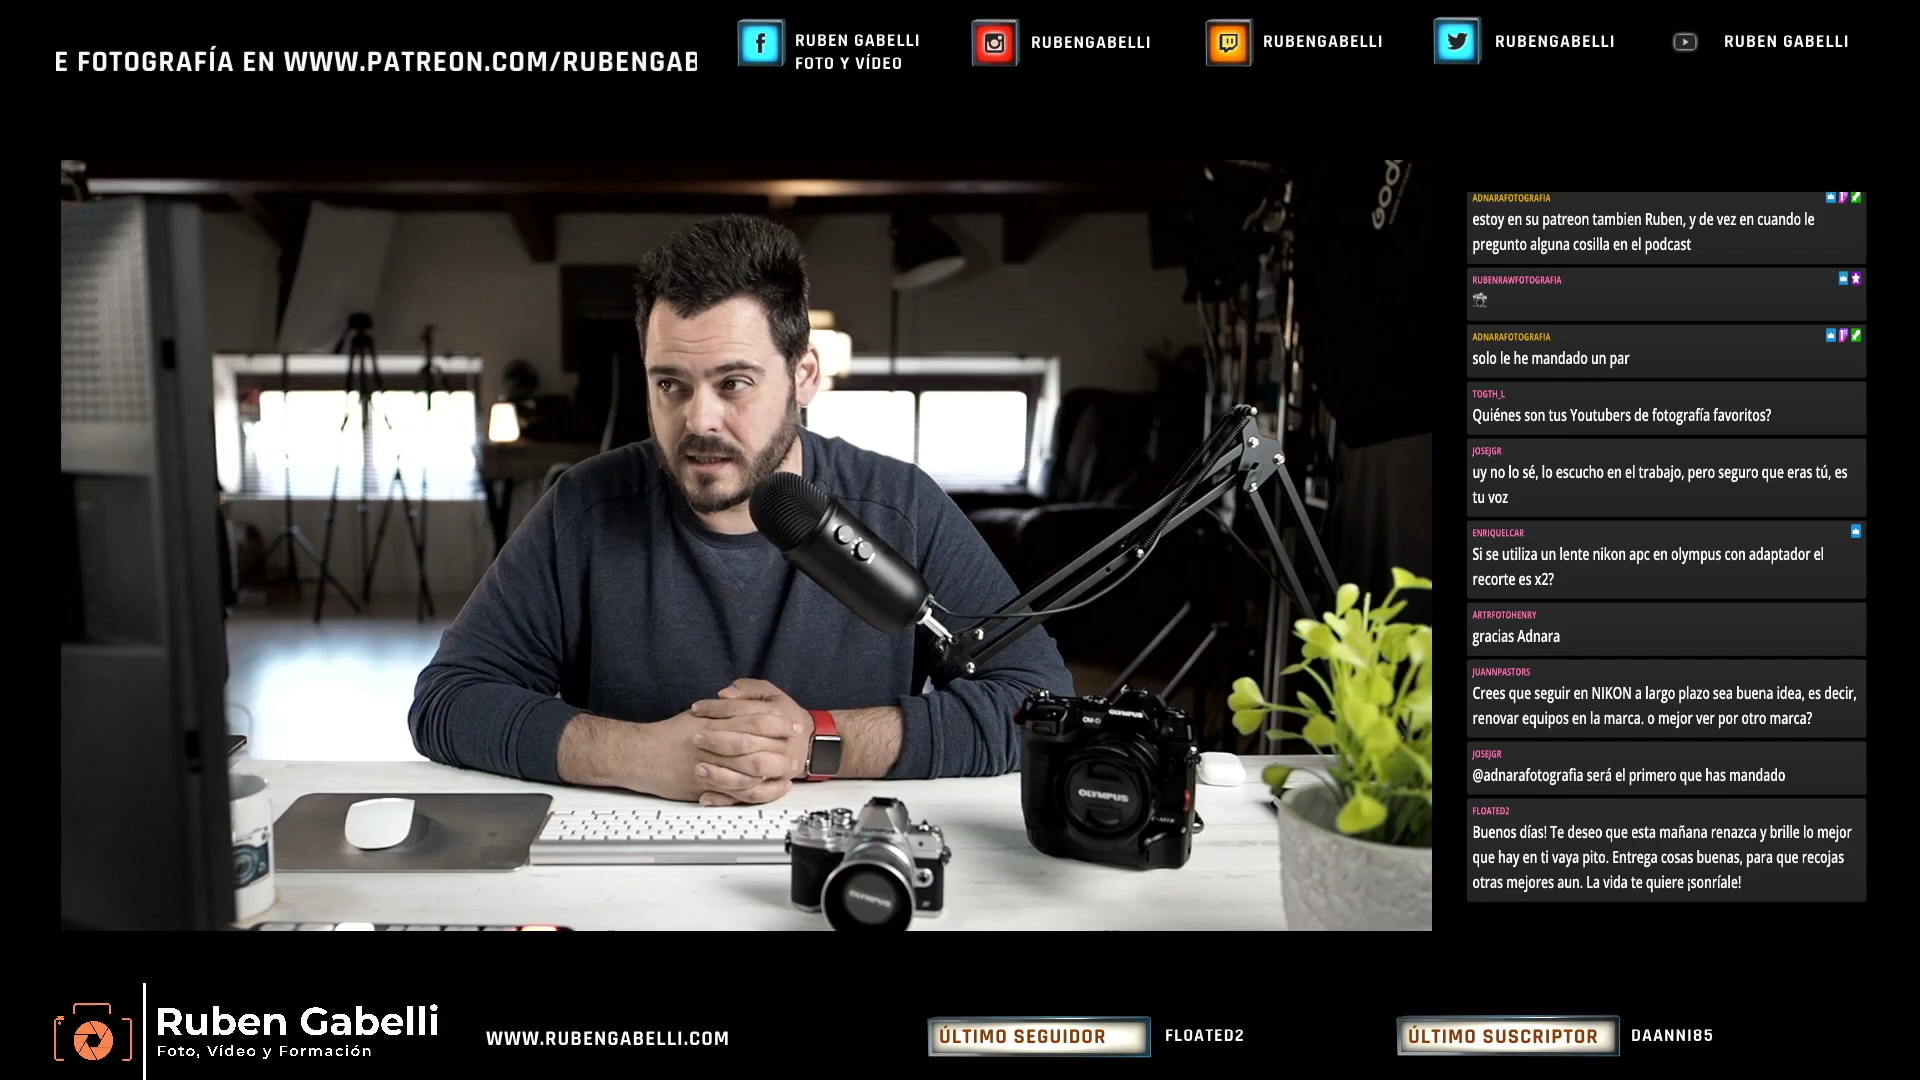 E FOTOGRAFÍA EN WWW.PATREON.COM/RUBENGAB
RUBEN GABELLI
FOTO Y VÍDEO
RUBENGABELLI
RUBENGABELLI
RUBENGABELLI
RUBEN GABELLI
GOD
ADNARAFOTOGRAFIA
estoy en su patreon tambien Ruben, y de vez en cuando le
pregunto alguna cosilla en el podcast
RUBENRAWFOTOGRAFIA
ADNARAFOTOGRAFIA
solo le he mandado un par
TOGTH_L
Quiénes son tus Youtubers de fotografía favoritos?
JOSEJGR
uy no lo sé, lo escucho en el trabajo, pero seguro que eras tú, es
tu voz
ENRIQUELCAR
Si se utiliza un lente nikon apc en olympus con adaptador el
recorte es x2?
ARTRFOTOHENRY
gracias Adnara
JUANNPASTORS
Crees que seguir en NIKON a largo plazo sea buena idea, es decir,
renovar equipos en la marca. o mejor ver por otro marca?
JOSEJGR
@adnarafotografia será el primero que has mandado
FLOATED2
Buenos días! Te deseo que esta mañana renazca y brille lo mejor
que hay en ti vaya pito. Entrega cosas buenas, para que recojas
otras mejores aun. La vida te quiere ¡sonríale!
OM-D OLYMPUS
OLYMPUS
OLYMPUS
OLYMPUS
Ruben Gabelli
Foto, Vídeo y Formación
WWW.RUBENGABELLI.COM
ÚLTIMO SEGUIDOR
FLOATED2
ÚLTIMO SUSCRIPTOR
DAANNI85